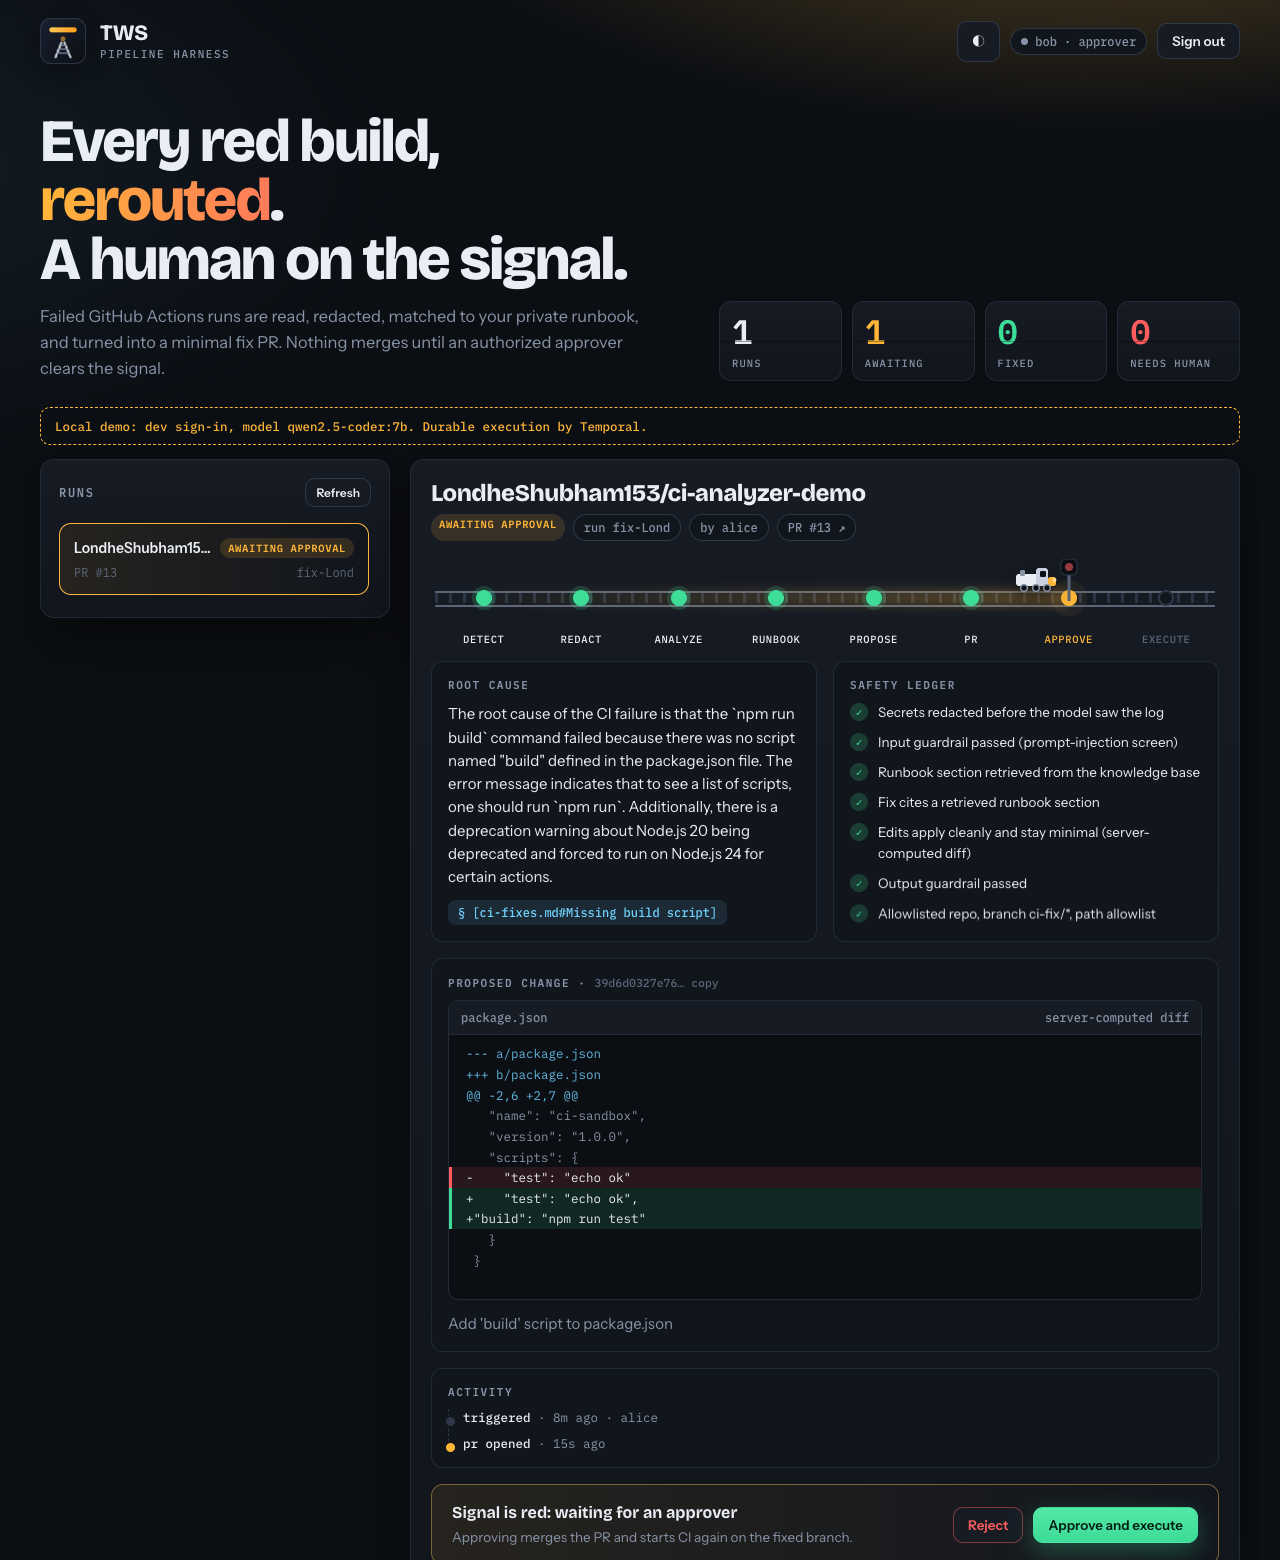 TWS
PIPELINE HARNESS
bob · approver
Sign out
Every red build,
rerouted.
A human on the signal.
Failed GitHub Actions runs are read, redacted, matched to your private runbook,
and turned into a minimal fix PR. Nothing merges until an authorized approver
clears the signal.
1
RUNS
1
AWAITING
0
FIXED
0
NEEDS HUMAN
Local demo: dev sign-in, model qwen2.5-coder:7b. Durable execution by Temporal.
RUNS
Refresh
LondheShubham15...
AWAITING APPROVAL
PR #13
fix-Lond
LondheShubham153/ci-analyzer-demo
AWAITING APPROVAL
run fix-Lond
by alice
PR #13 ↗
DETECT
REDACT
ANALYZE
RUNBOOK
PROPOSE
PR
APPROVE
EXECUTE
ROOT CAUSE
The root cause of the CI failure is that the `npm run
build` command failed because there was no script
named "build" defined in the package.json file. The
error message indicates that to see a list of scripts,
one should run `npm run`. Additionally, there is a
deprecation warning about Node.js 20 being
deprecated and forced to run on Node.js 24 for
certain actions.
§ [ci-fixes.md#Missing build script]
SAFETY LEDGER
✓ Secrets redacted before the model saw the log
✓ Input guardrail passed (prompt-injection screen)
✓ Runbook section retrieved from the knowledge base
✓ Fix cites a retrieved runbook section
✓ Edits apply cleanly and stay minimal (server-
computed diff)
✓ Output guardrail passed
✓ Allowlisted repo, branch ci-fix/*, path allowlist
PROPOSED CHANGE · 39d6d0327e76… copy
package.json
server-computed diff
--- a/package.json
+++ b/package.json
@@ -2,6 +2,7 @@
"name": "ci-sandbox",
"version": "1.0.0",
"scripts": {
-    "test": "echo ok"
+    "test": "echo ok",
+"build": "npm run test"
}
}
Add 'build' script to package.json
ACTIVITY
triggered · 8m ago · alice
pr opened · 15s ago
Signal is red: waiting for an approver
Approving merges the PR and starts CI again on the fixed branch.
Reject
Approve and execute